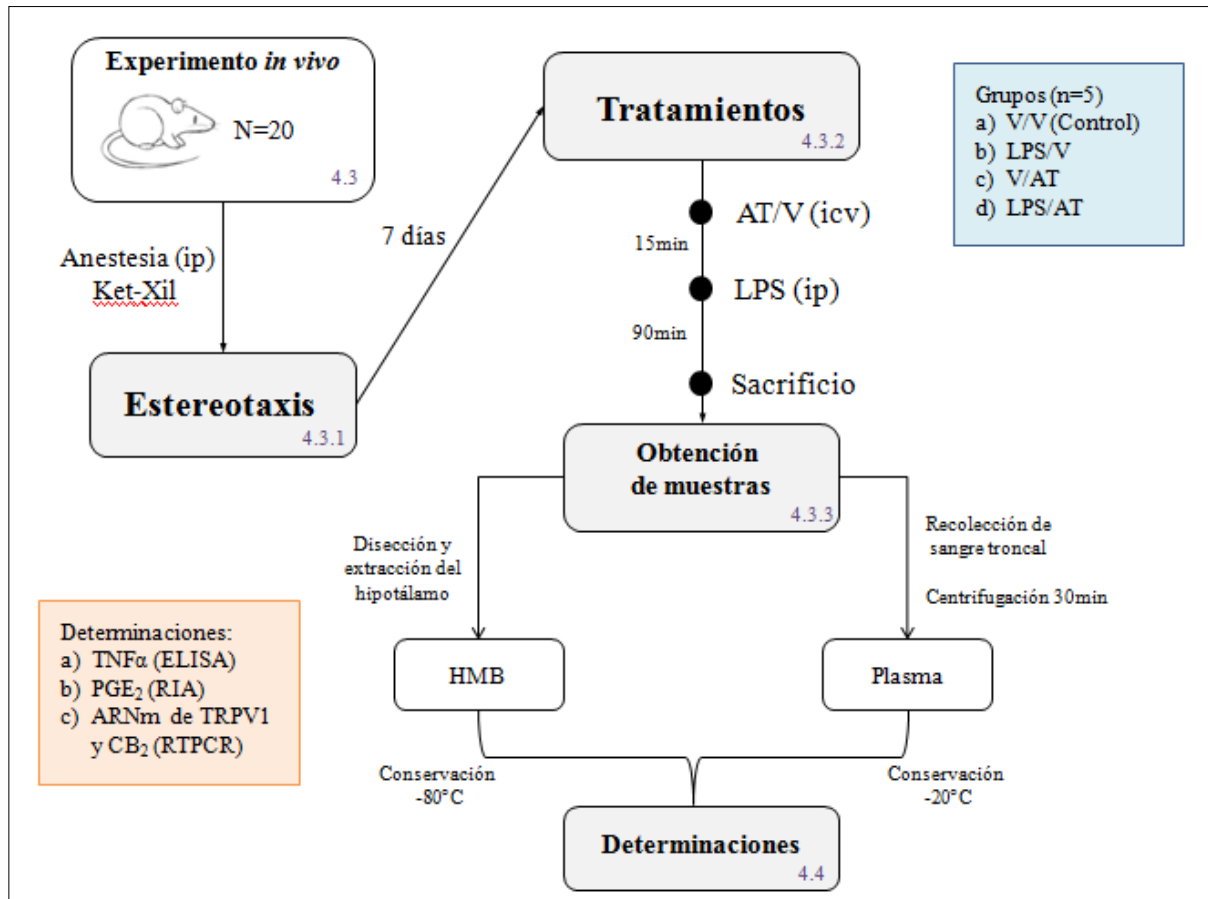 Experimento in vivo
N=20
4.3
Anestesia (ip)
Ket-Xil
Estereotaxis
4.3.1
7 días
Tratamientos
4.3.2
AT/V (icv)
15min
LPS (ip)
90min
Sacrificio
Grupos (n=5)
a) V/V (Control)
b) LPS/V
c) V/AT
d) LPS/AT
Obtención
de muestras
4.3.3
Disección y
extracción del
hipotálamo
Recolección de
sangre troncal
Centrifugación 30min
HMB
Plasma
Conservación
-80°C
Conservación
-20°C
Determinaciones:
a) TNFα (ELISA)
b) PGE₂ (RIA)
c) ARNm de TRPV1
y CB₂ (RTPCR)
Determinaciones
4.4